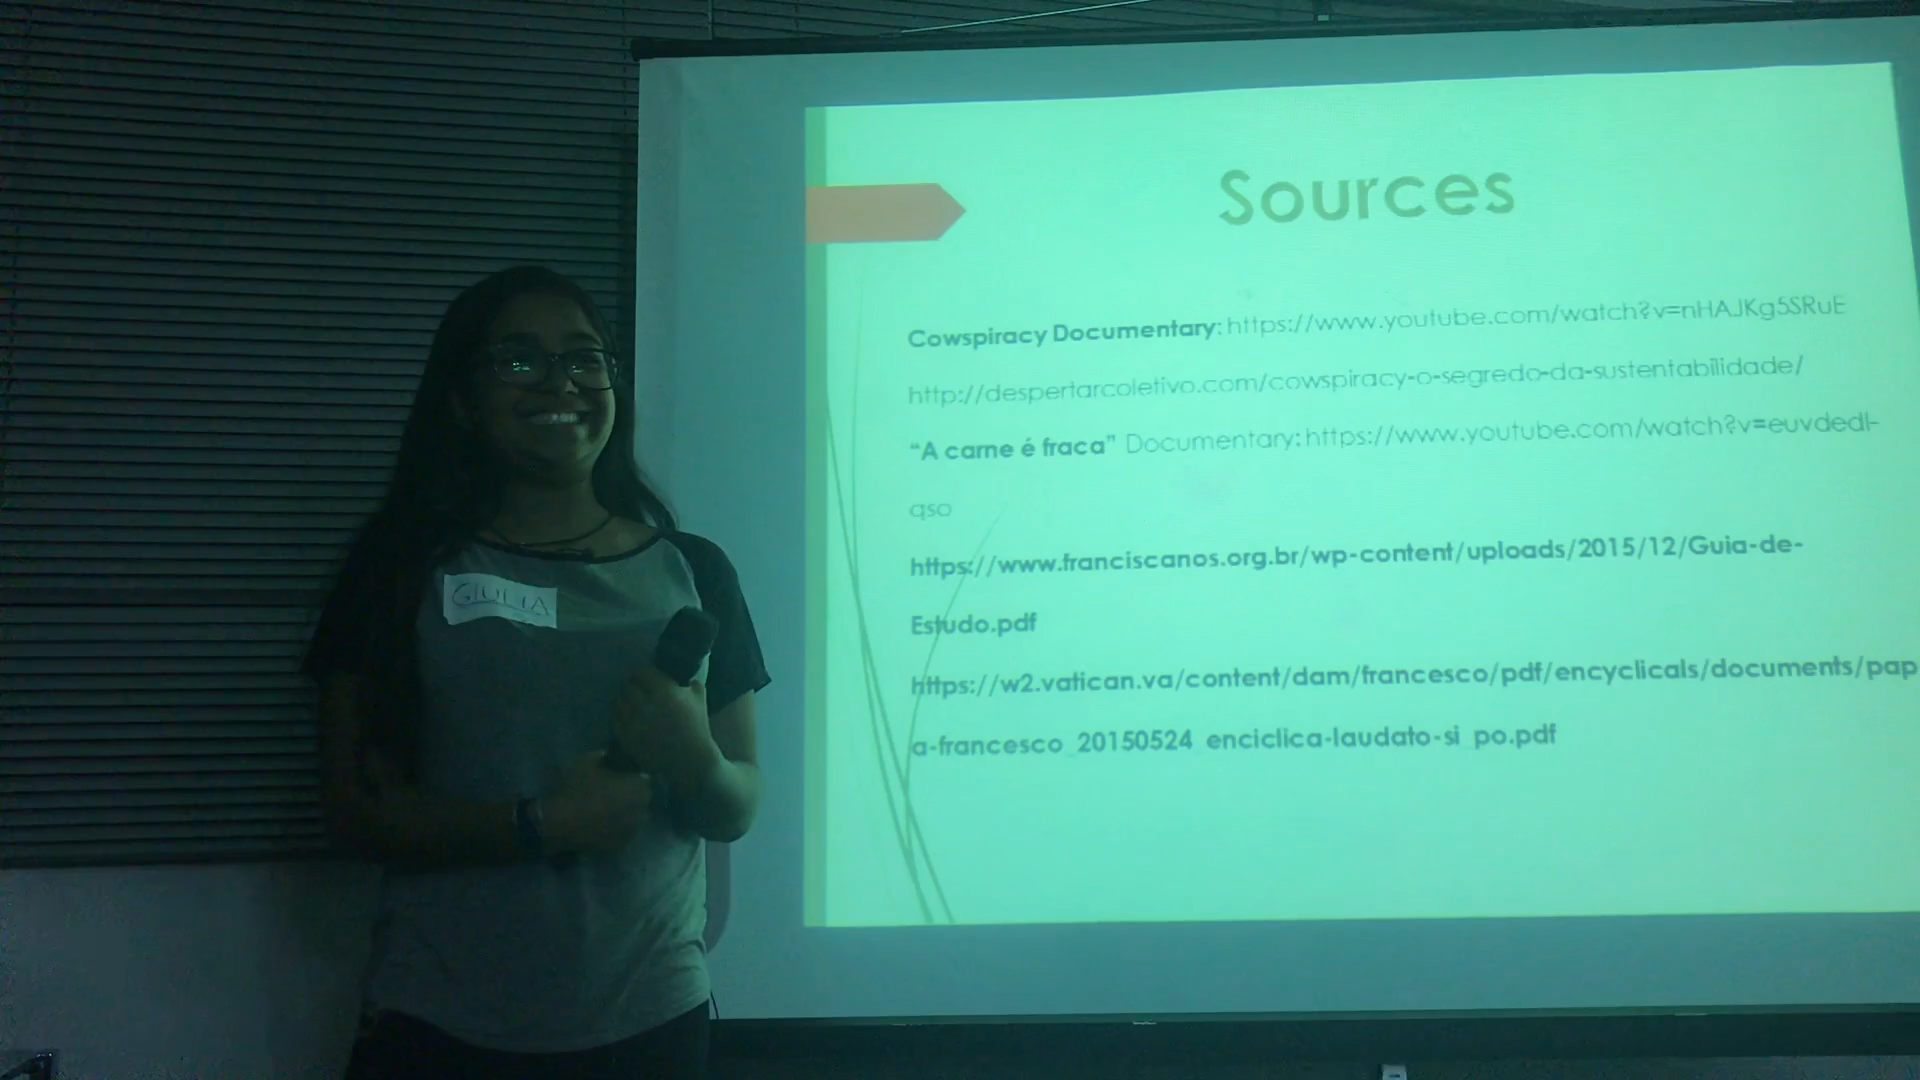 Sources
Cowspiracy Documentary: https://www.youtube.com/watch?v=nHAJKg5SRuE
http://despertarcoletivo.com/cowspiracy-o-segredo-da-sustentabilidade/
“A carne é fraca” Documentary: https://www.youtube.com/watch?v=euvdedl-
qso
https://www.franciscanos.org.br/wp-content/uploads/2015/12/Guia-de-
Estudo.pdf
https://w2.vatican.va/content/dam/francesco/pdf/encyclicals/documents/pap
a-francesco_20150524_enciclica-laudato-si_po.pdf
GIULIA